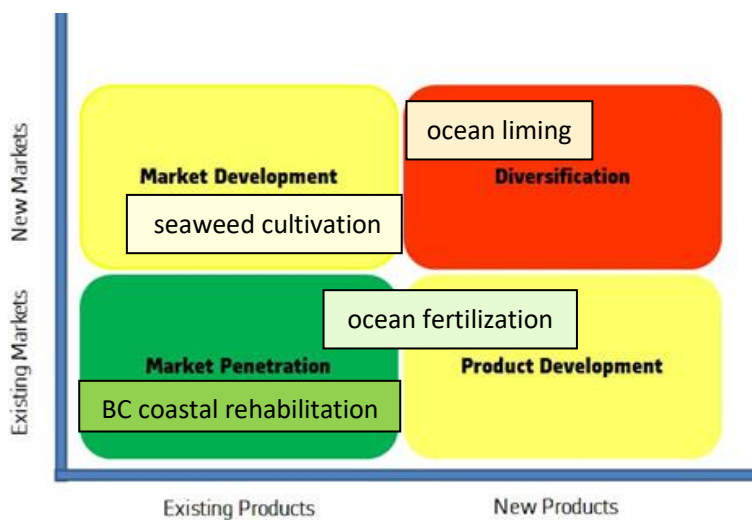 New Markets
ocean liming
Market Development
Diversification
seaweed cultivation
Existing Markets
ocean fertilization
Market Penetration
Product Development
BC coastal rehabilitation
Existing Products
New Products